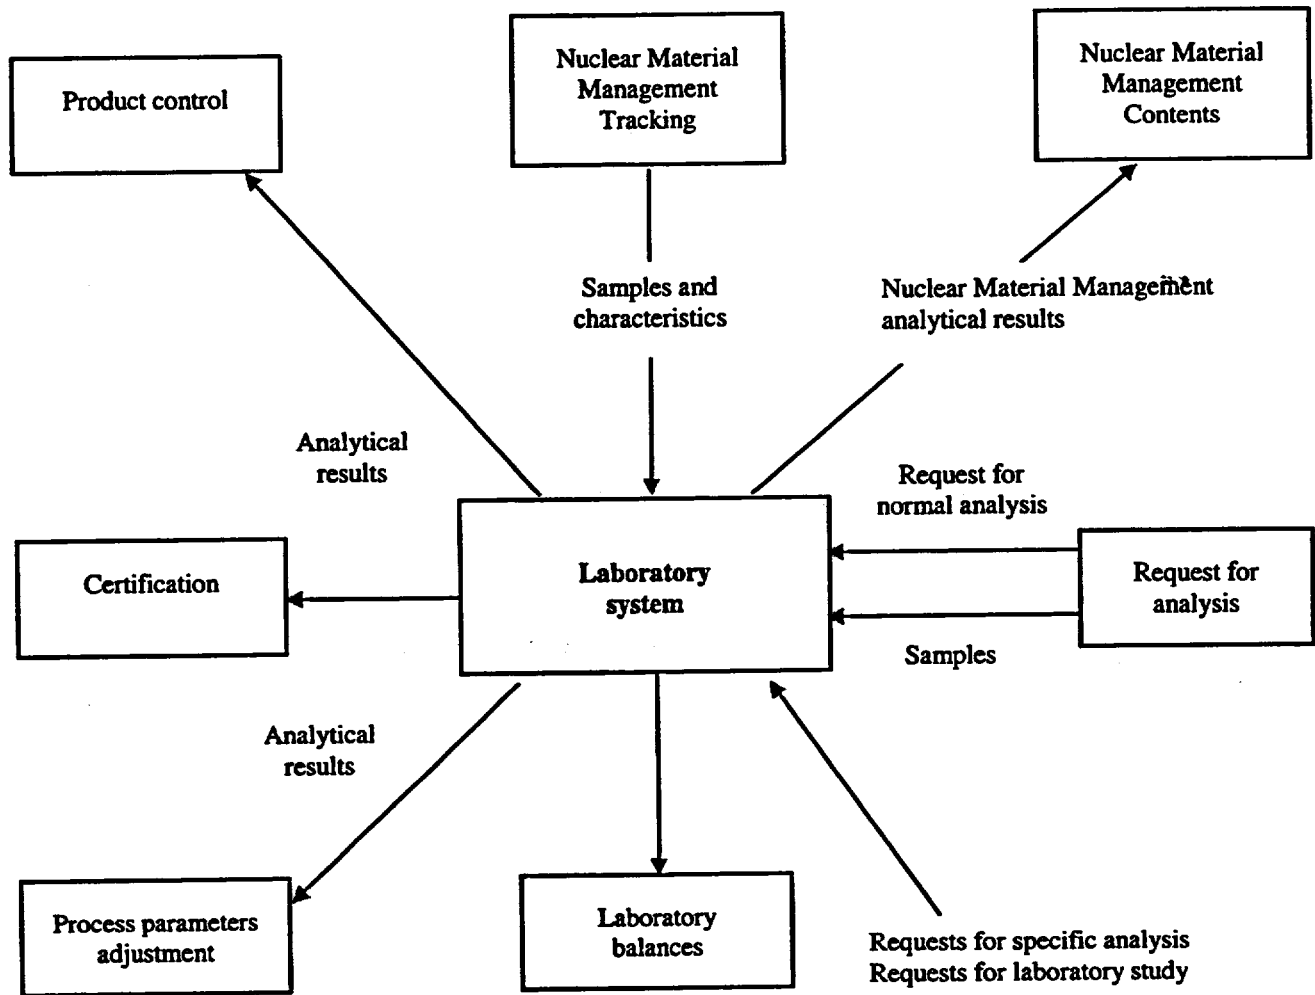 Product control
Nuclear Material
Management
Tracking
Nuclear Material
Management
Contents
Samples and
characteristics
Nuclear Material Management
analytical results
Analytical
results
Request for
normal analysis
Certification
Laboratory
system
Request for
analysis
Samples
Analytical
results
Process parameters
adjustment
Laboratory
balances
Requests for specific analysis
Requests for laboratory study